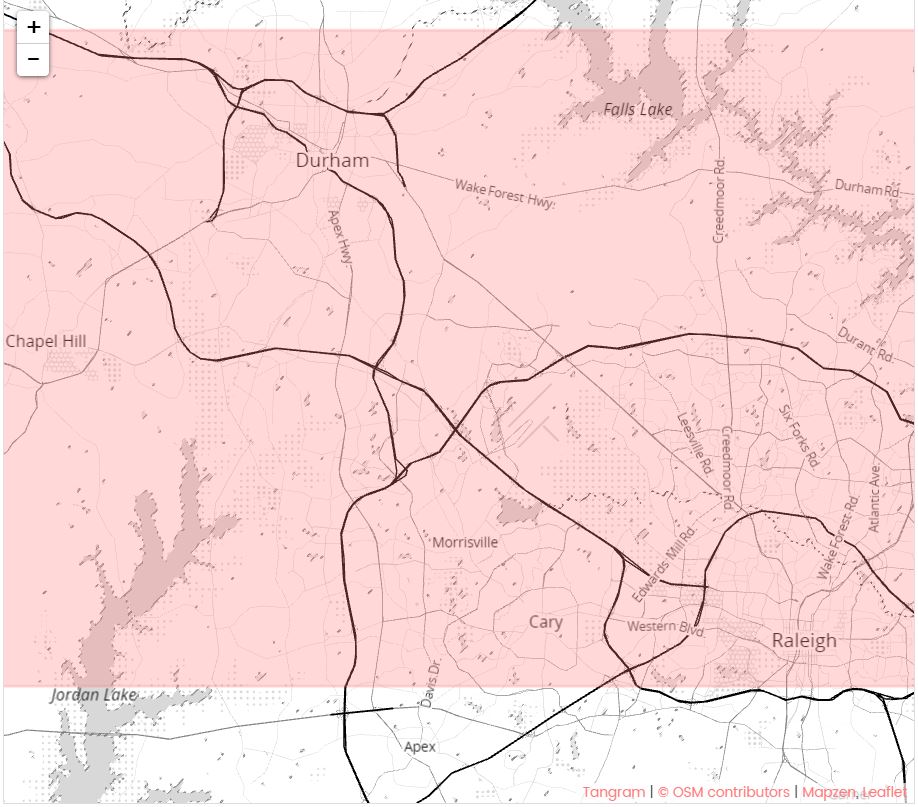 +
-
Falls Lake
Durham
Wake Forest Hwy.
Durham Rd.
Creedmoor Rd.
Apex Hwy.
Chapel Hill
Durant Rd.
Six Forks Rd.
Leesville Rd.
Creedmoor Rd.
Atlantic Ave.
Wake Forest Rd.
Morrisville
Edwards Mill Rd.
Cary
Western Blvd.
Raleigh
Jordan Lake
Davis Dr.
Apex
Tangram | © OSM contributors | Mapzen, Leaflet